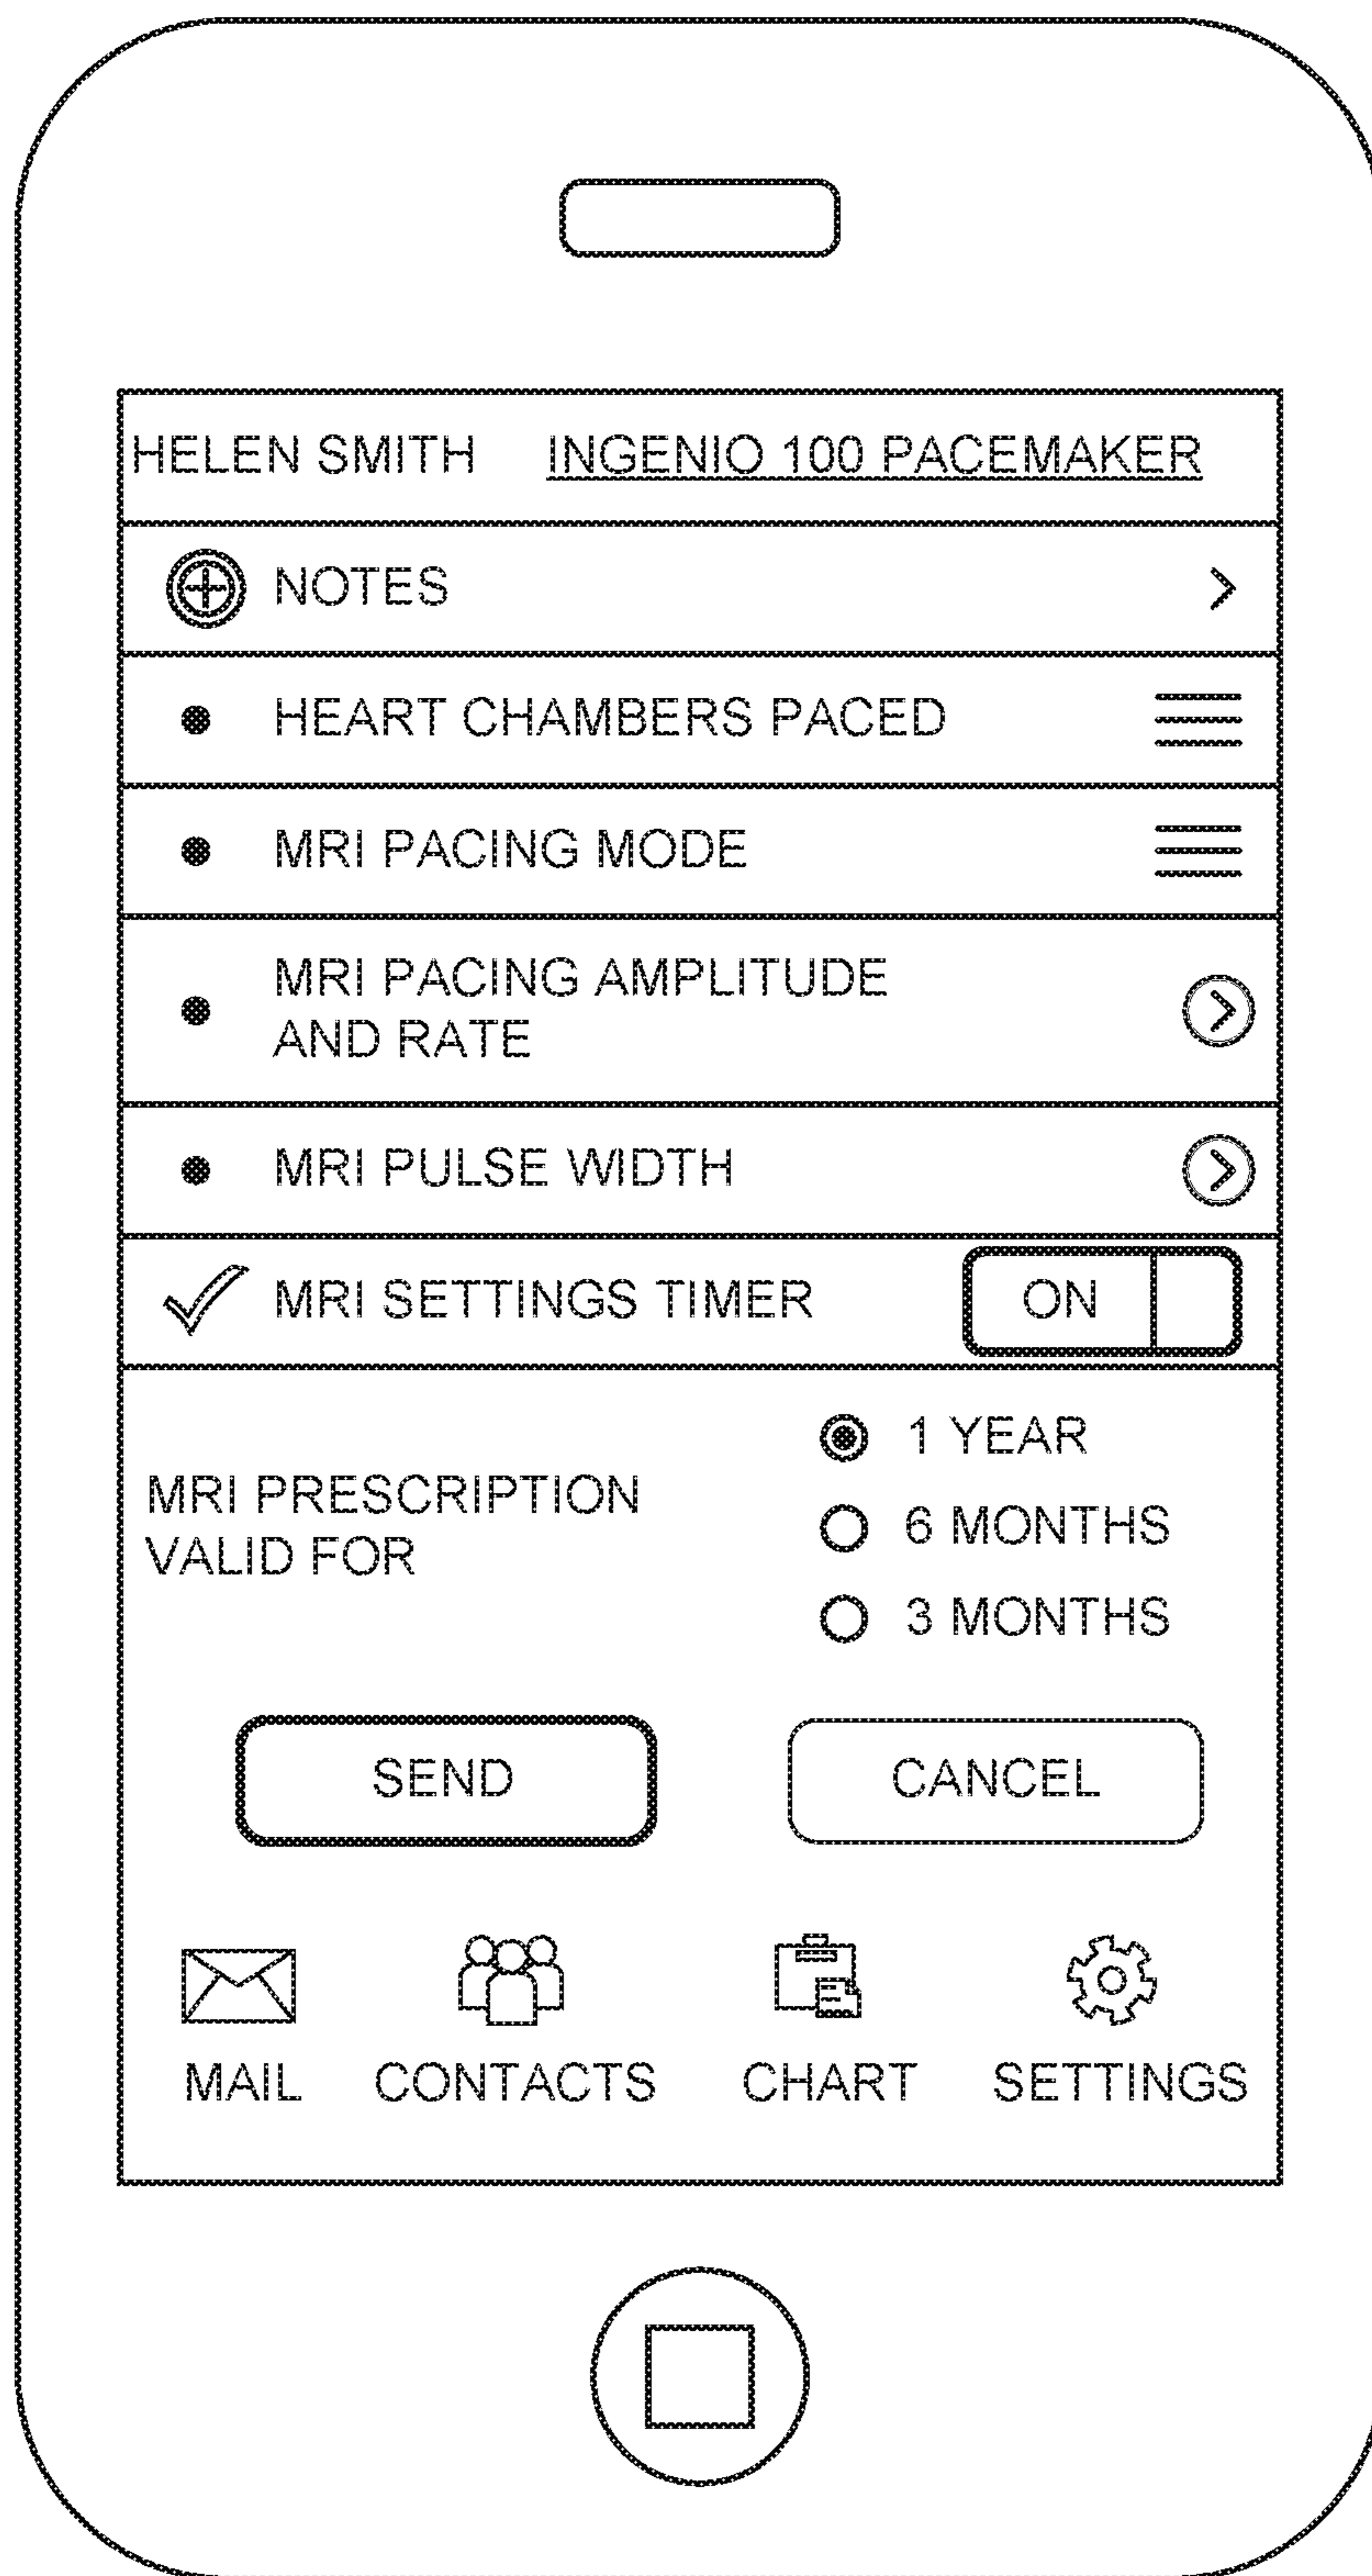 HELEN SMITH INGENIO 100 PACEMAKER
NOTES
HEART CHAMBERS PACED
MRI PACING MODE
MRI PACING AMPLITUDE
AND RATE
MRI PULSE WIDTH
MRI SETTINGS TIMER ON
MRI PRESCRIPTION
VALID FOR
1 YEAR
6 MONTHS
3 MONTHS
SEND CANCEL
MAIL CONTACTS CHART SETTINGS